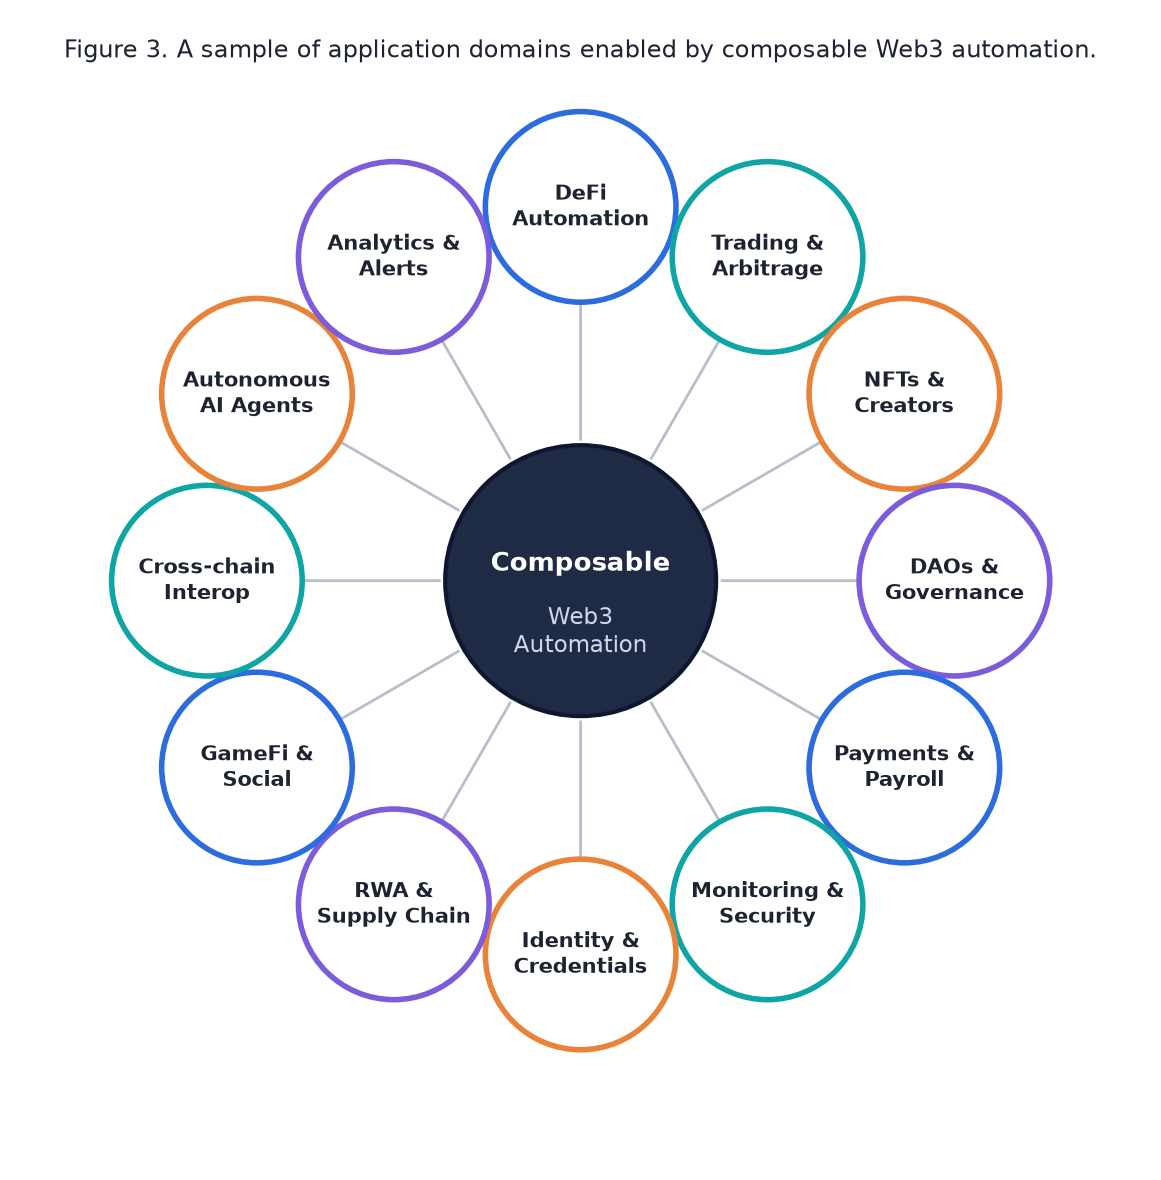 Figure 3. A sample of application domains enabled by composable Web3 automation.
DeFi
Automation
Trading &
Arbitrage
NFTs &
Creators
DAOs &
Governance
Payments &
Payroll
Monitoring &
Security
Identity &
Credentials
RWA &
Supply Chain
GameFi &
Social
Cross-chain
Interop
Autonomous
AI Agents
Analytics &
Alerts
Composable
Web3
Automation